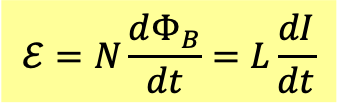 ℰ = N dΦ_B/dt = L dI/dt